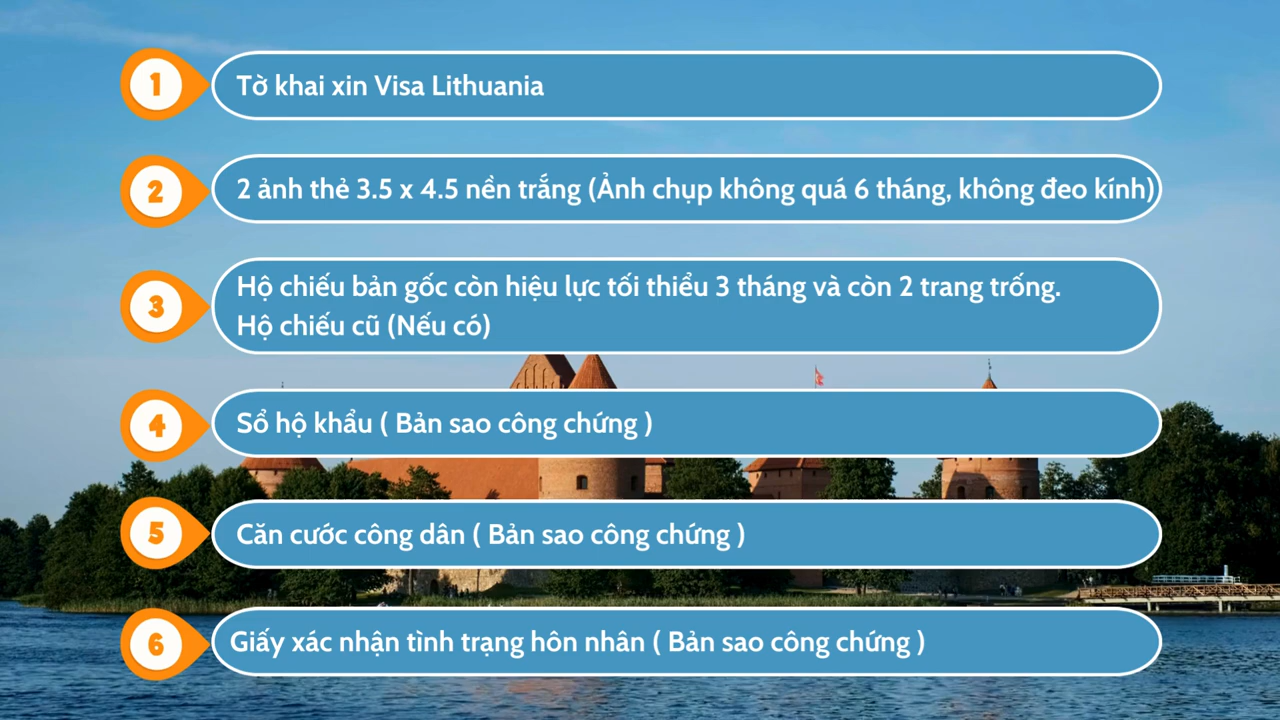 1 Tờ khai xin Visa Lithuania
2 2 ảnh thẻ 3.5 x 4.5 nền trắng (Ảnh chụp không quá 6 tháng, không đeo kính)
3 Hộ chiếu bản gốc còn hiệu lực tối thiểu 3 tháng và còn 2 trang trống.
Hộ chiếu cũ (Nếu có)
4 Sổ hộ khẩu ( Bản sao công chứng )
5 Căn cước công dân ( Bản sao công chứng )
6 Giấy xác nhận tình trạng hôn nhân ( Bản sao công chứng )